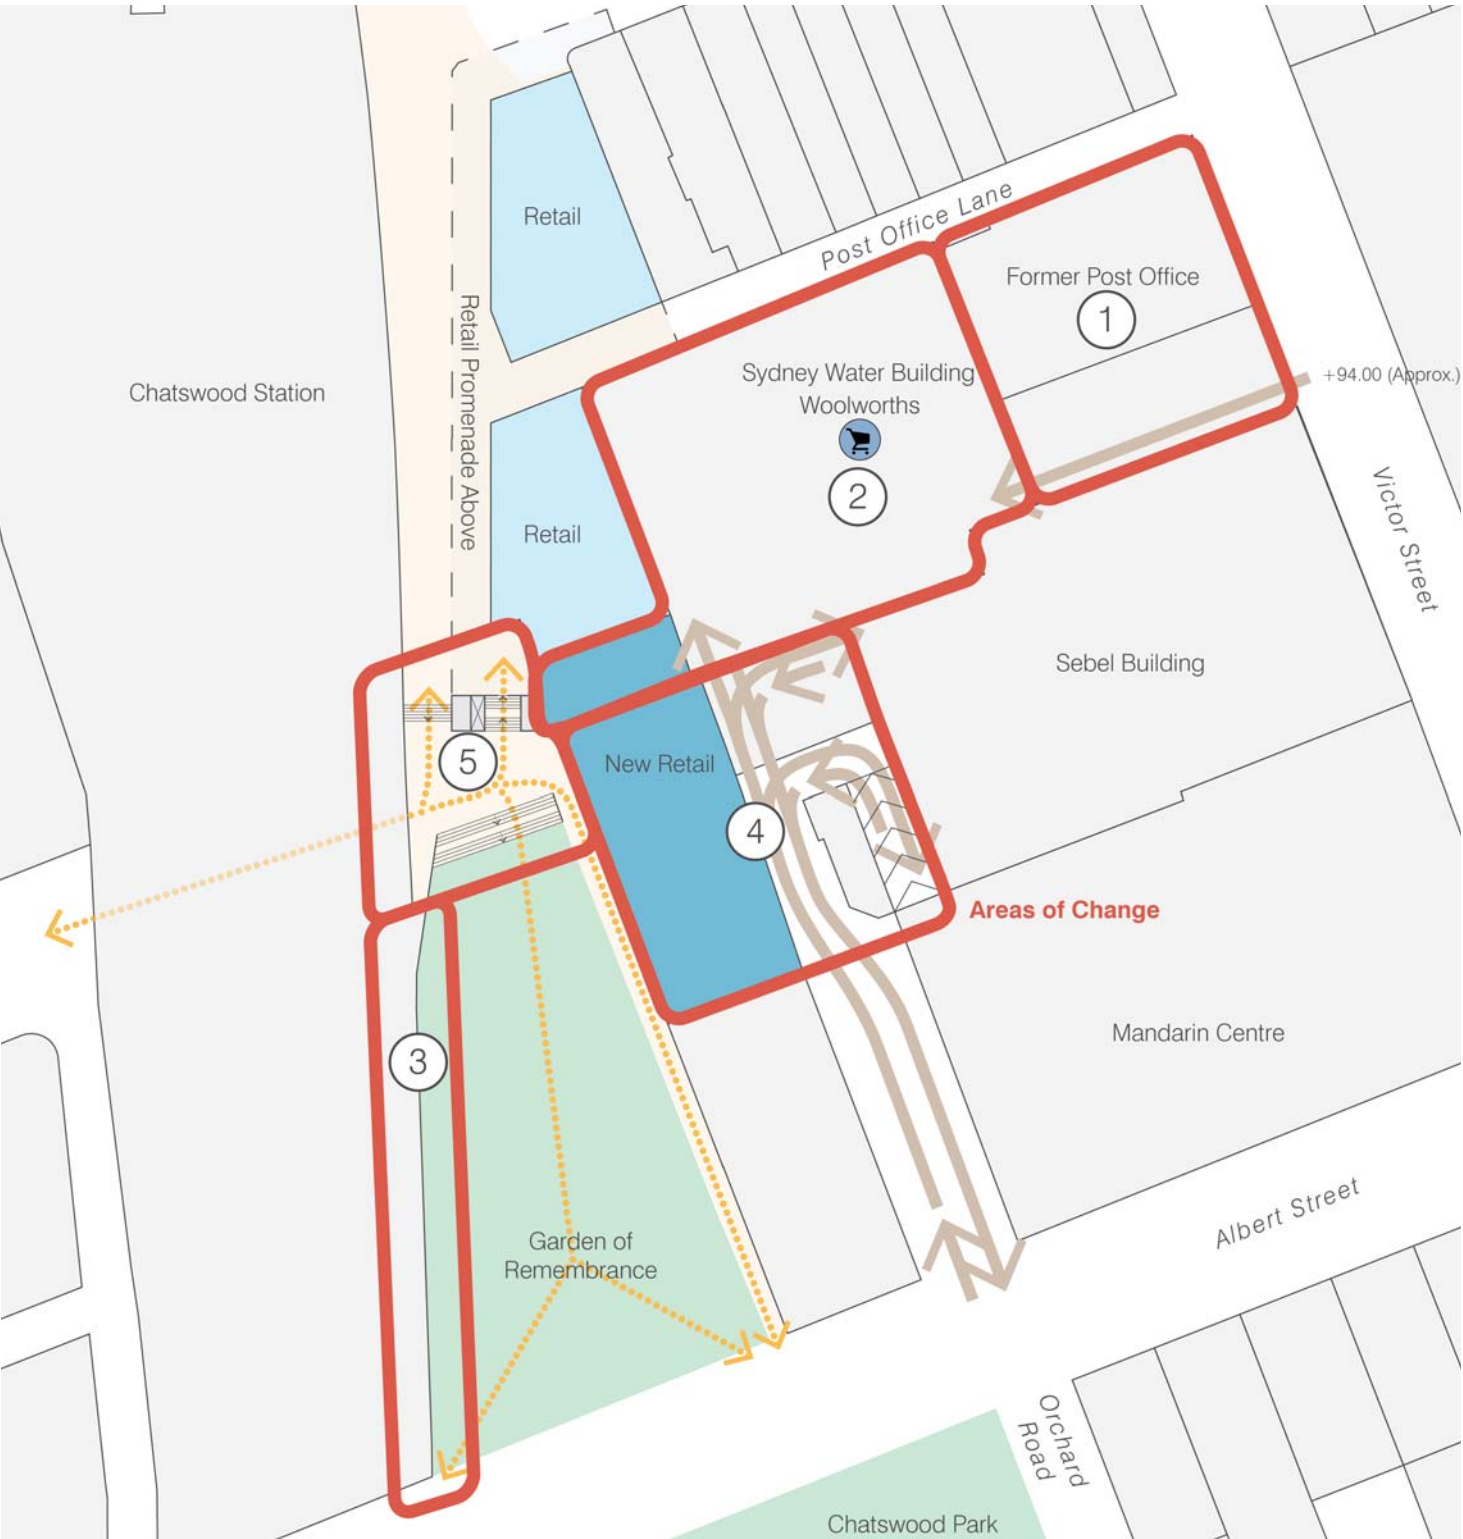 Retail
Post Office Lane
Former Post Office
1
Retail Promenade Above
Chatswood Station
Sydney Water Building
Woolworths
2
+94.00 (Approx.)
Victor Street
Retail
Sebel Building
5
New Retail
4
Areas of Change
3
Mandarin Centre
Garden of
Remembrance
Albert Street
Orchard
Road
Chatswood Park